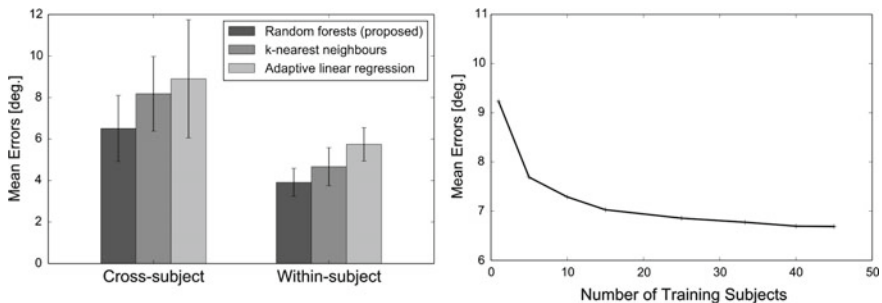 12
10
8
6
4
2
0
Mean Errors [deg.]
Random forests (proposed)
k-nearest neighbours
Adaptive linear regression
Cross-subject
Within-subject
11
10
9
8
7
6
Mean Errors [deg.]
0
10
20
30
40
50
Number of Training Subjects